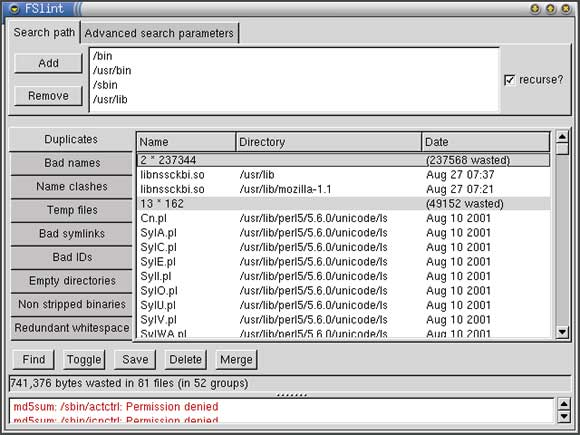 FSlint
Search path Advanced search parameters
Add
Remove
/bin
/usr/bin
/sbin
/usr/lib
recurse?
Duplicates
Bad names
Name clashes
Temp files
Bad symlinks
Bad IDs
Empty directories
Non stripped binaries
Redundant whitespace
Name Directory Date
2 * 237344 (237568 wasted)
libnssckbi.so /usr/lib Aug 27 07:37
libnssckbi.so /usr/lib/mozilla-1.1 Aug 27 07:21
13 * 162 (49152 wasted)
Cn.pl /usr/lib/perl5/5.6.0/unicode/Is Aug 10 2001
SylA.pl /usr/lib/perl5/5.6.0/unicode/Is Aug 10 2001
SylC.pl /usr/lib/perl5/5.6.0/unicode/Is Aug 10 2001
SylE.pl /usr/lib/perl5/5.6.0/unicode/Is Aug 10 2001
SylI.pl /usr/lib/perl5/5.6.0/unicode/Is Aug 10 2001
SylO.pl /usr/lib/perl5/5.6.0/unicode/Is Aug 10 2001
SylU.pl /usr/lib/perl5/5.6.0/unicode/Is Aug 10 2001
SylV.pl /usr/lib/perl5/5.6.0/unicode/Is Aug 10 2001
SylWA.pl /usr/lib/perl5/5.6.0/unicode/Is Aug 10 2001
Find Toggle Save Delete Merge
741,376 bytes wasted in 81 files (in 52 groups)
md5sum: /sbin/actctrl: Permission denied
md5sum: /sbin/icnctrl: Permission denied